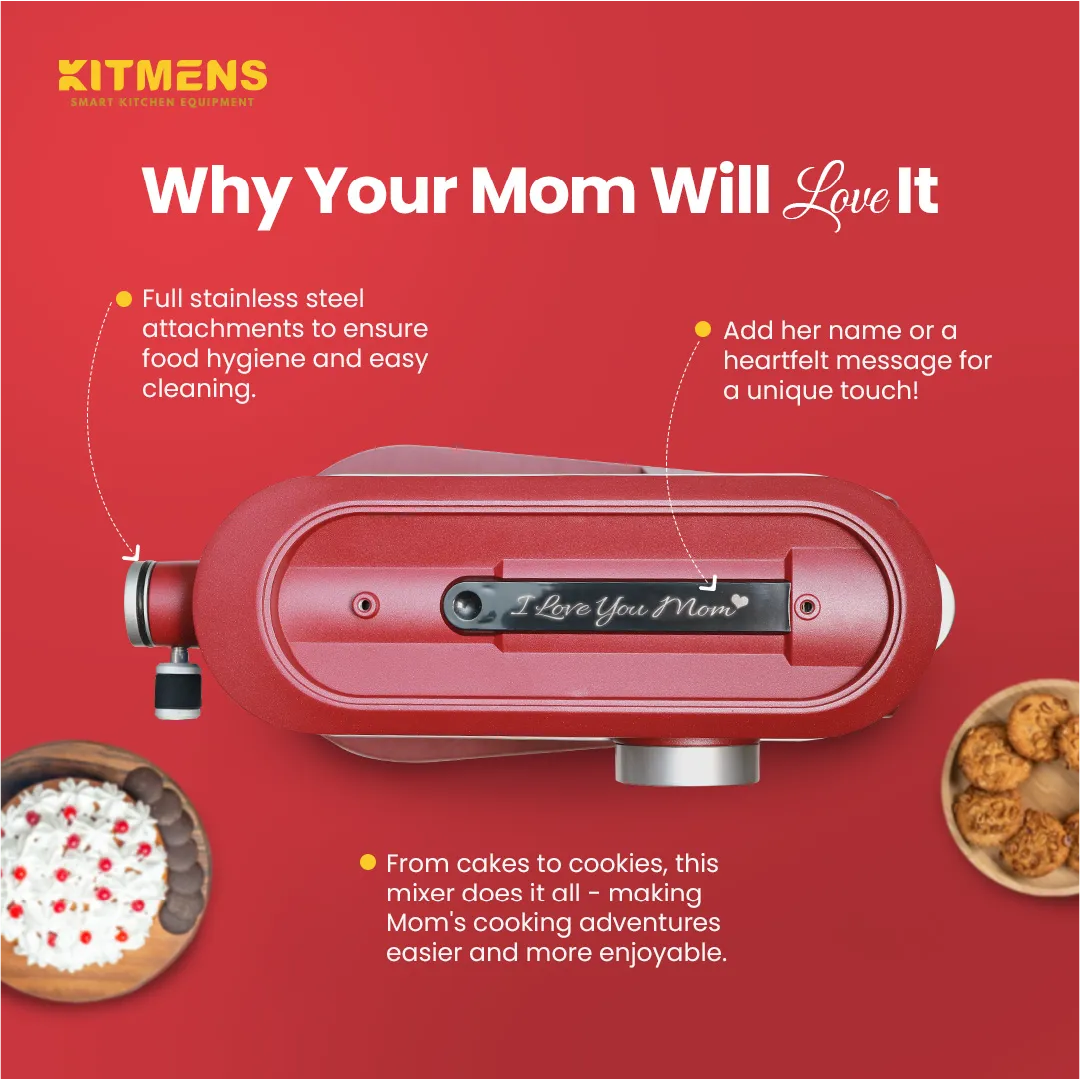 KITMENS
SMART KITCHEN EQUIPMENT
Why Your Mom Will Love It
Full stainless steel
attachments to ensure
food hygiene and easy
cleaning.
Add her name or a
heartfelt message for
a unique touch!
I Love You Mom
From cakes to cookies, this
mixer does it all - making
Mom's cooking adventures
easier and more enjoyable.